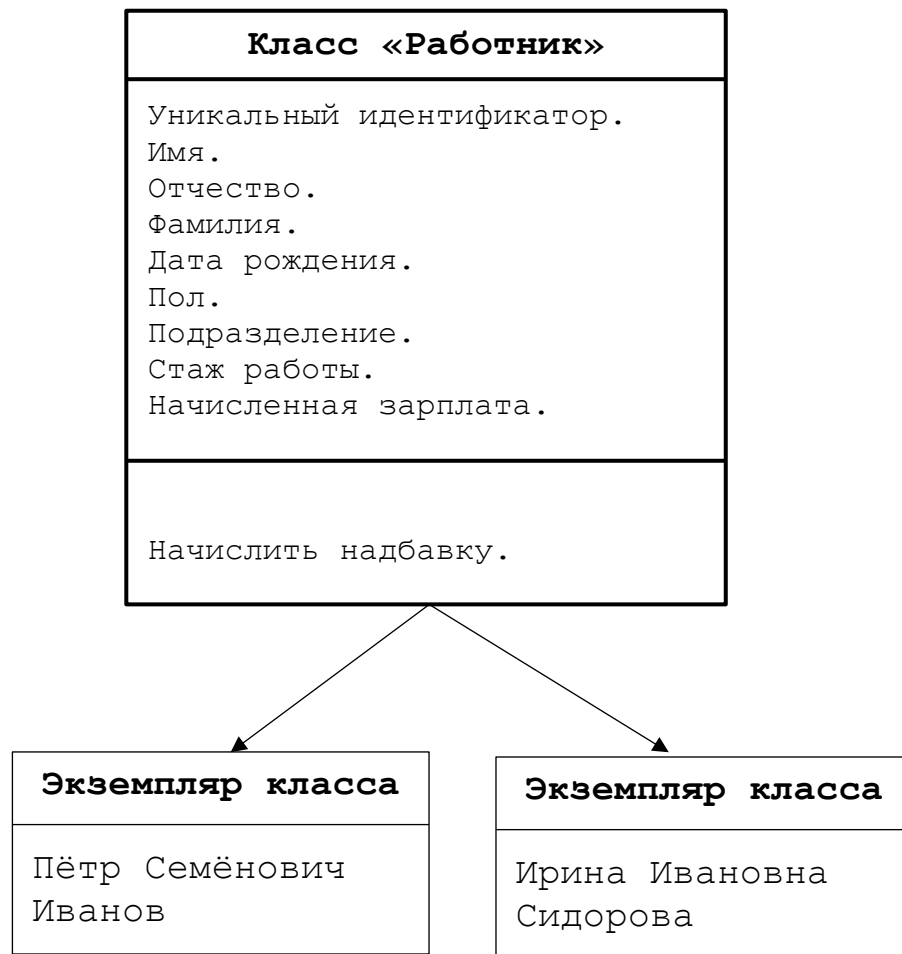 Класс «Работник»
Уникальный идентификатор.
Имя.
Отчество.
Фамилия.
Дата рождения.
Пол.
Подразделение.
Стаж работы.
Начисленная зарплата.
Начислить надбавку.
Экземпляр класса
Пётр Семёнович
Иванов
Экземпляр класса
Ирина Ивановна
Сидорова